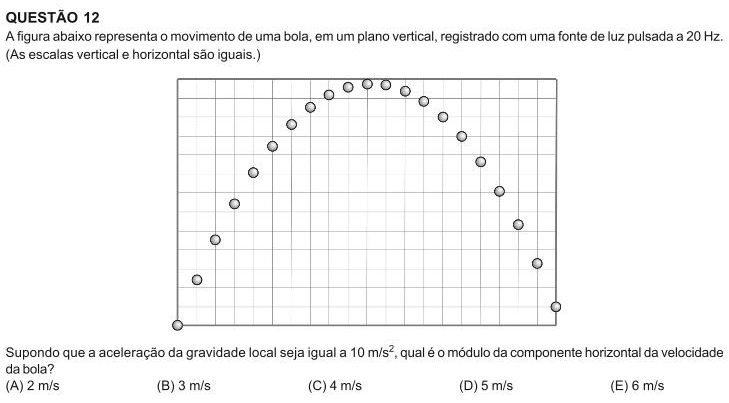 QUESTÃO 12
A figura abaixo representa o movimento de uma bola, em um plano vertical, registrado com uma fonte de luz pulsada a 20 Hz.
(As escalas vertical e horizontal são iguais.)
Supondo que a aceleração da gravidade local seja igual a 10 m/s², qual é o módulo da componente horizontal da velocidade
da bola?
(A) 2 m/s (B) 3 m/s (C) 4 m/s (D) 5 m/s (E) 6 m/s